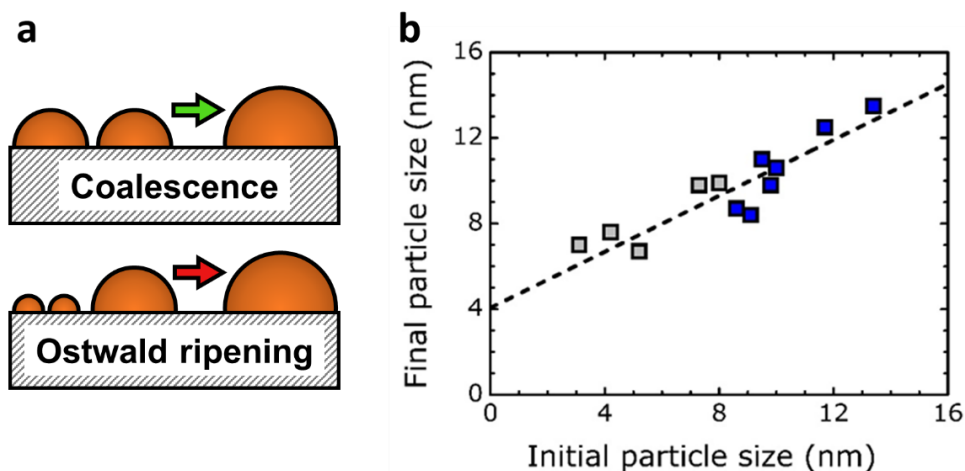 a
Coalescence
Ostwald ripening
b
Final particle size (nm)
16
12
8
4
0
0 4 8 12 16
Initial particle size (nm)